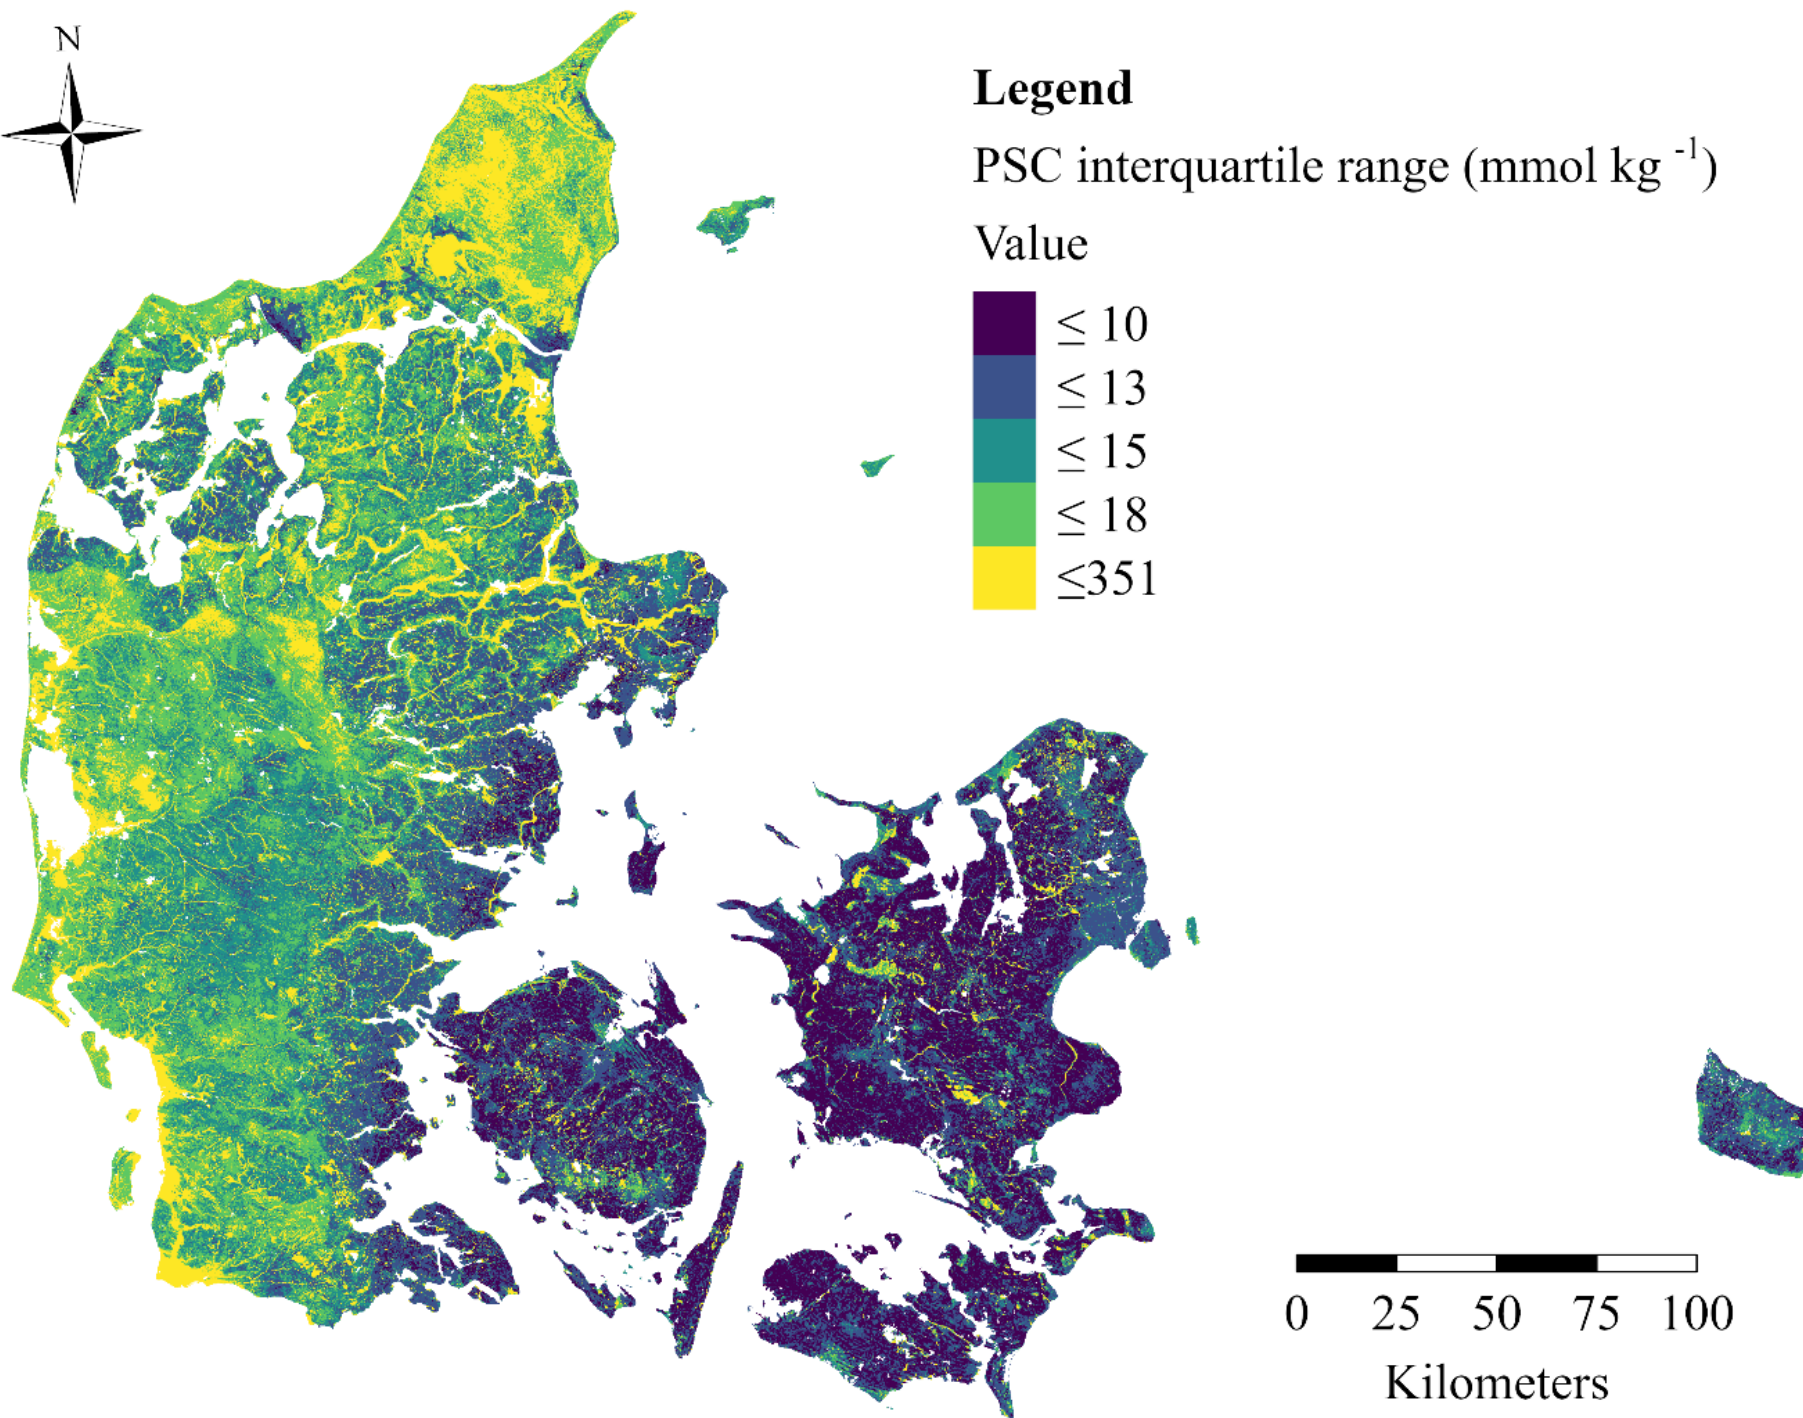 N
Legend
PSC interquartile range (mmol kg ⁻¹)
Value
≤ 10
≤ 13
≤ 15
≤ 18
≤351
0 25 50 75 100
Kilometers